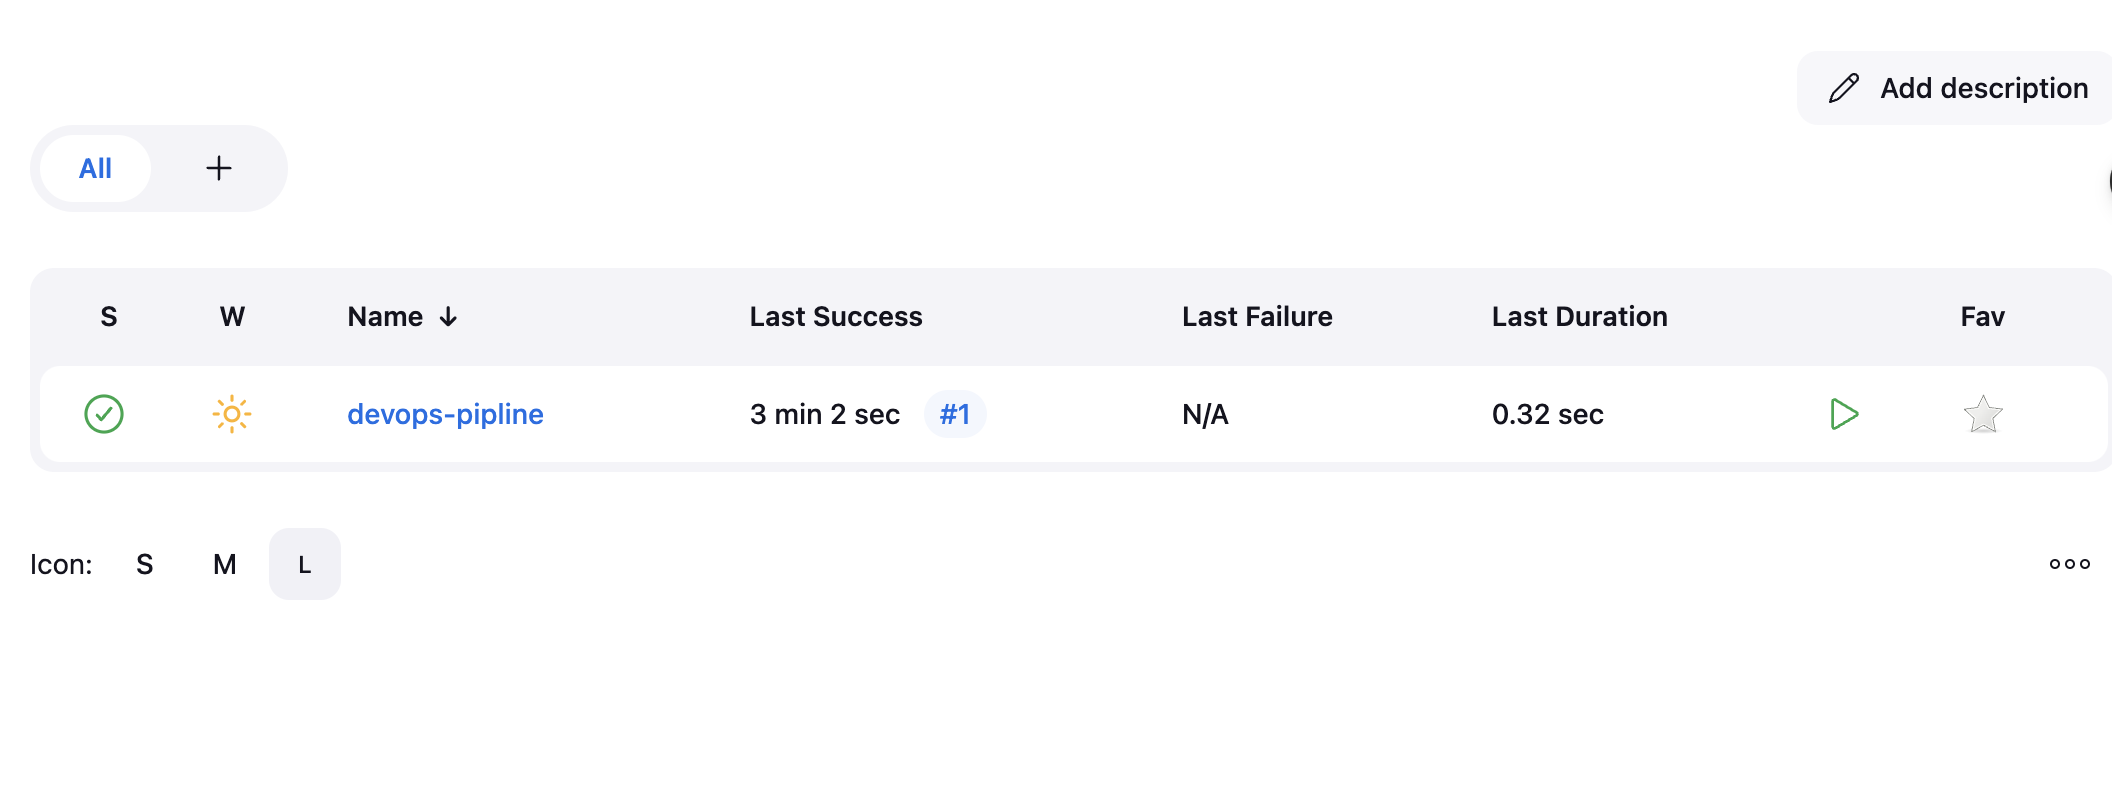 Add description
All
S W Name ↓ Last Success Last Failure Last Duration Fav
devops-pipline 3 min 2 sec #1 N/A 0.32 sec
Icon: S M L